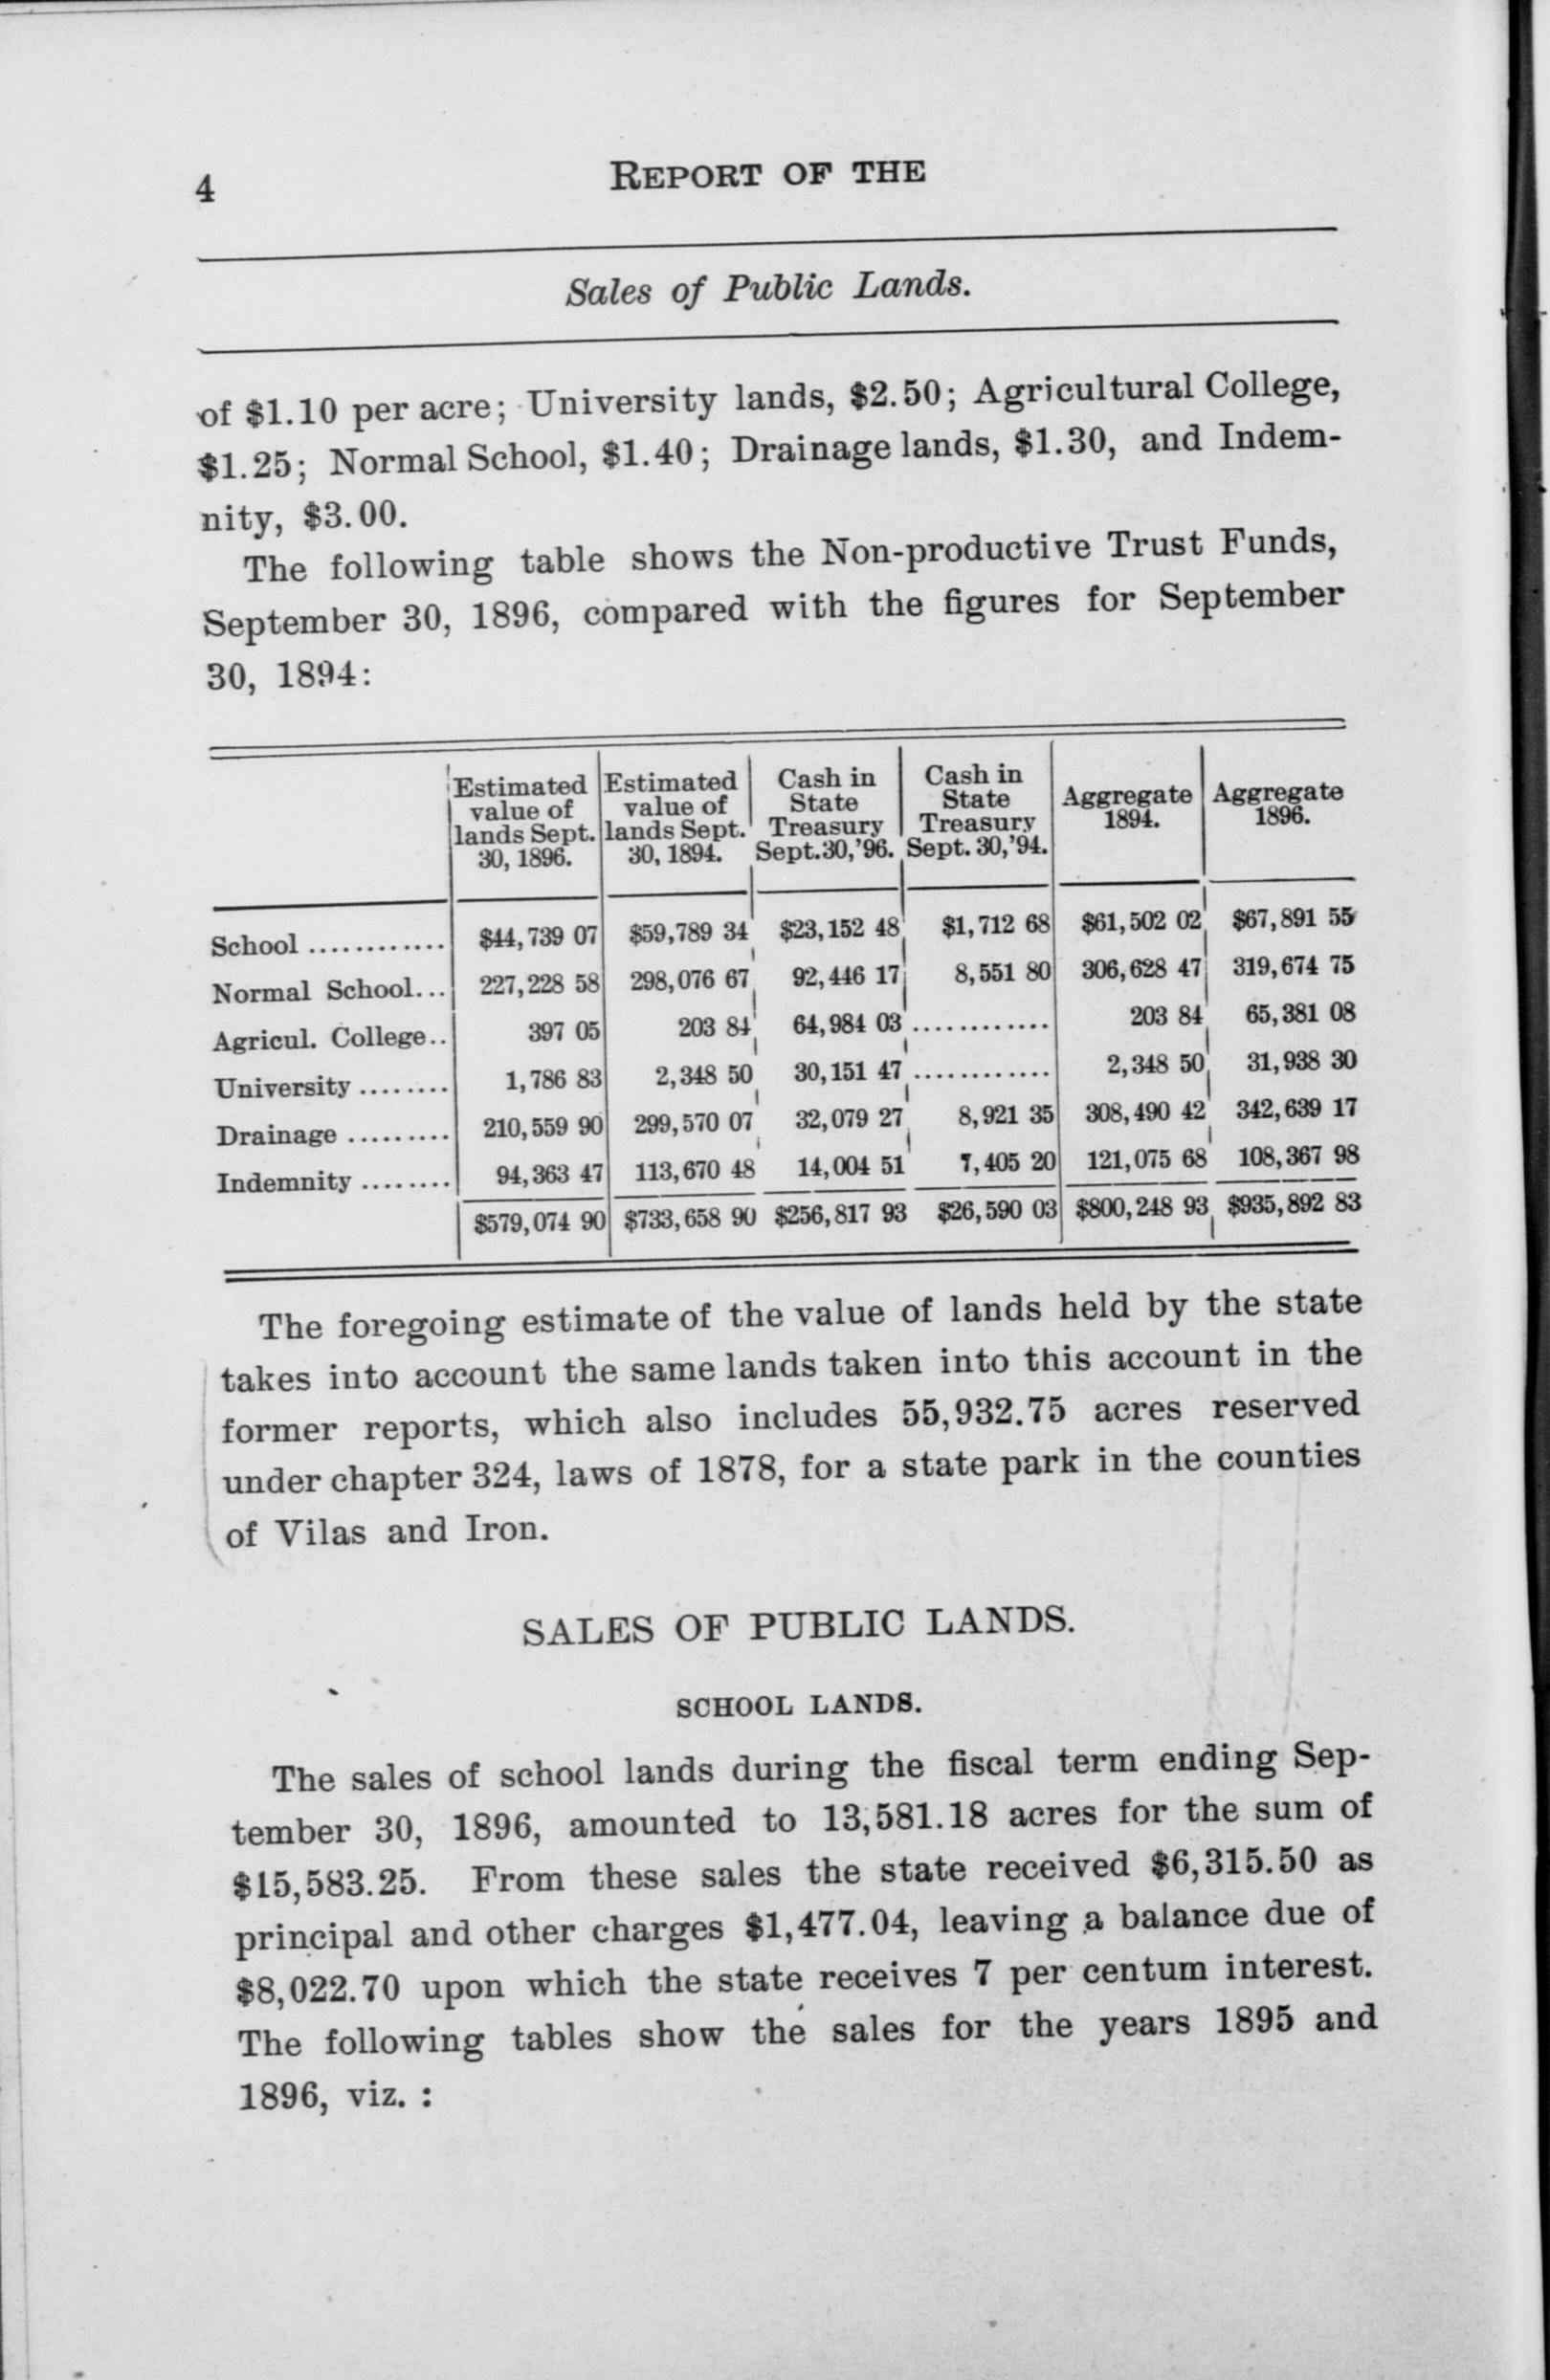 4
REPORT OF THE
Sales of Public Lands.
of $1.10 per acre; University lands, $2.50; Agricultural College,
$1.25; Normal School, $1.40; Drainage lands, $1.30, and Indem-
nity, $3.00.
The following table shows the Non-productive Trust Funds,
September 30, 1896, compared with the figures for September
30, 1894:
Estimated value of lands Sept. 30, 1896. Estimated value of lands Sept. 30, 1894. Cash in State Treasury Sept.30,'96. Cash in State Treasury Sept. 30,'94. Aggregate 1894. Aggregate 1896.
School ............ $44,739 07 $59,789 34 $23,152 48 $1,712 68 $61,502 02 $67,891 55
Normal School... 227,228 58 298,076 67 92,446 17 8,551 80 306,628 47 319,674 75
Agricul. College.. 397 05 203 84 64,984 03 ............ 203 84 65,381 08
University ........ 1,786 83 2,348 50 30,151 47 ............ 2,348 50 31,938 30
Drainage ......... 210,559 90 299,570 07 32,079 27 8,921 35 308,490 42 342,639 17
Indemnity ........ 94,363 47 113,670 48 14,004 51 7,405 20 121,075 68 108,367 98
$579,074 90 $733,658 90 $256,817 93 $26,590 03 $800,248 93 $935,892 83
The foregoing estimate of the value of lands held by the state
takes into account the same lands taken into this account in the
former reports, which also includes 55,932.75 acres reserved
under chapter 324, laws of 1878, for a state park in the counties
of Vilas and Iron.
SALES OF PUBLIC LANDS.
SCHOOL LANDS.
The sales of school lands during the fiscal term ending Sep-
tember 30, 1896, amounted to 13,581.18 acres for the sum of
$15,583.25. From these sales the state received $6,315.50 as
principal and other charges $1,477.04, leaving a balance due of
$8,022.70 upon which the state receives 7 per centum interest.
The following tables show the sales for the years 1895 and
1896, viz. :